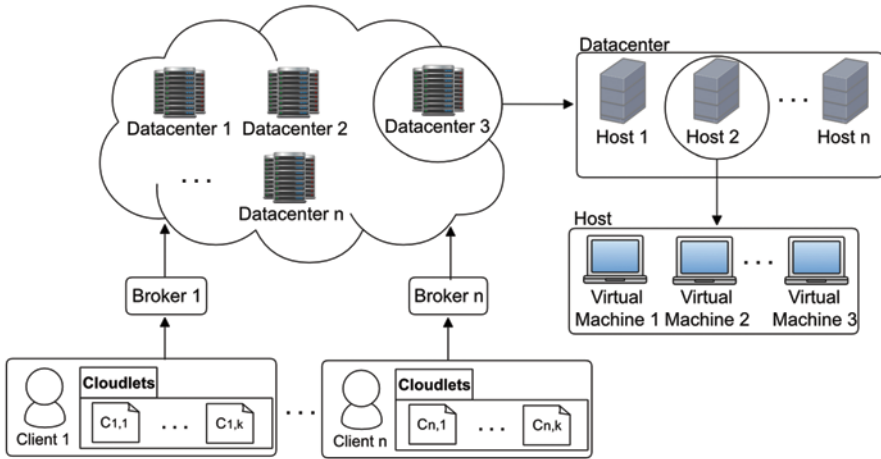 Datacenter
Datacenter 1 Datacenter 2 Datacenter 3
Host 1 Host 2 ... Host n
... Datacenter n
Host
Virtual Machine 1
Virtual Machine 2
...
Virtual Machine 3
Broker 1
Broker n
Cloudlets
Client 1
C1,1 ... C1,k
...
Cloudlets
Client n
Cn,1 ... Cn,k